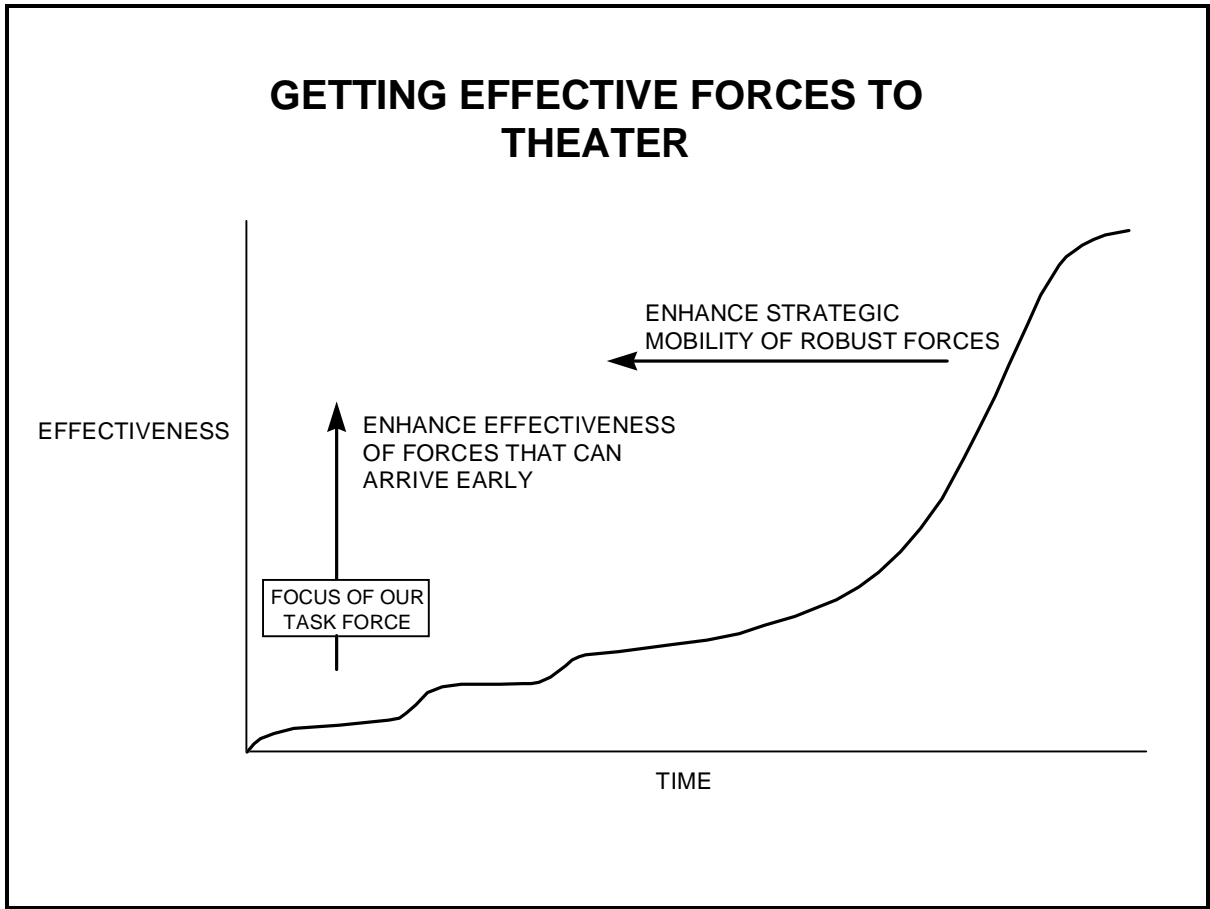 GETTING EFFECTIVE FORCES TO
THEATER
ENHANCE STRATEGIC
MOBILITY OF ROBUST FORCES
EFFECTIVENESS
ENHANCE EFFECTIVENESS
OF FORCES THAT CAN
ARRIVE EARLY
FOCUS OF OUR
TASK FORCE
TIME